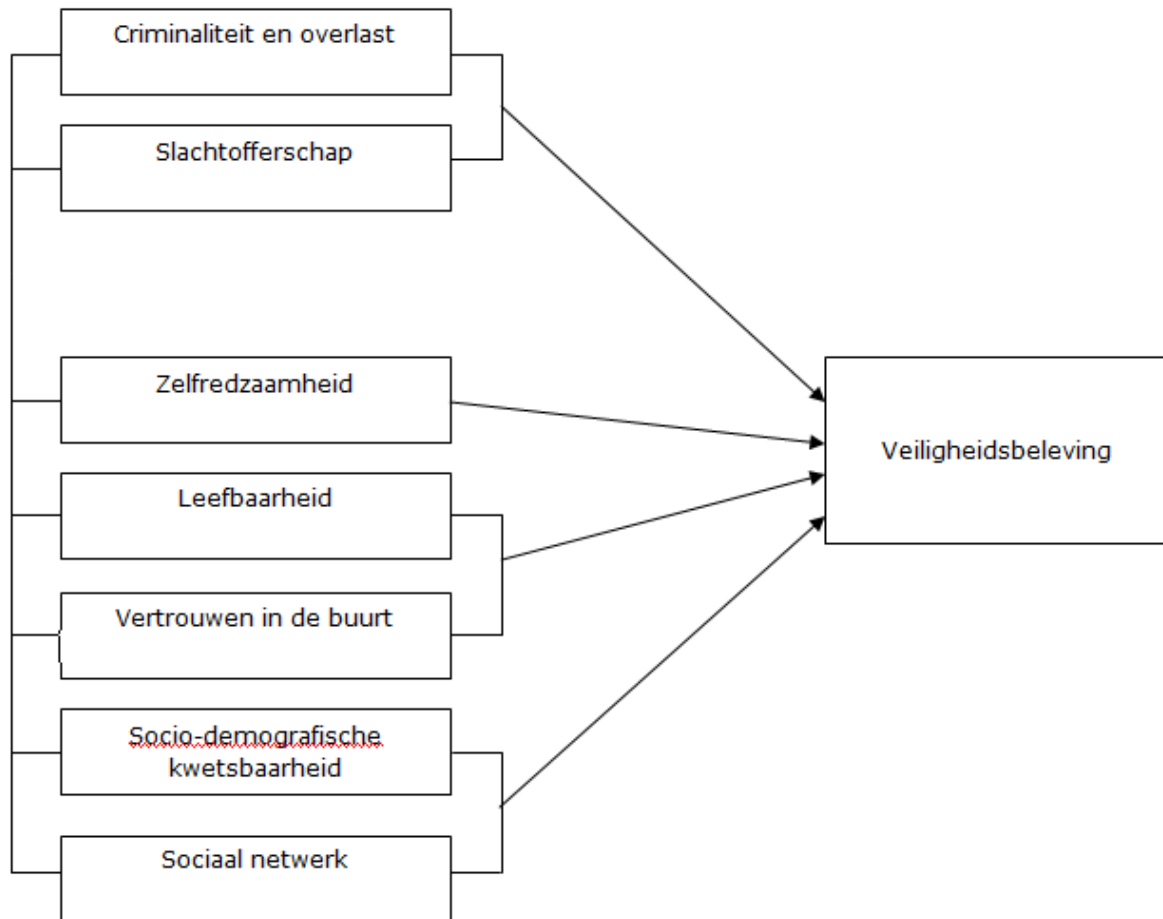 Criminaliteit en overlast
Slachtofferschap
Zelfredzaamheid
Veiligheidsbeleving
Leefbaarheid
Vertrouwen in de buurt
Socio-demografische
kwetsbaarheid
Sociaal netwerk